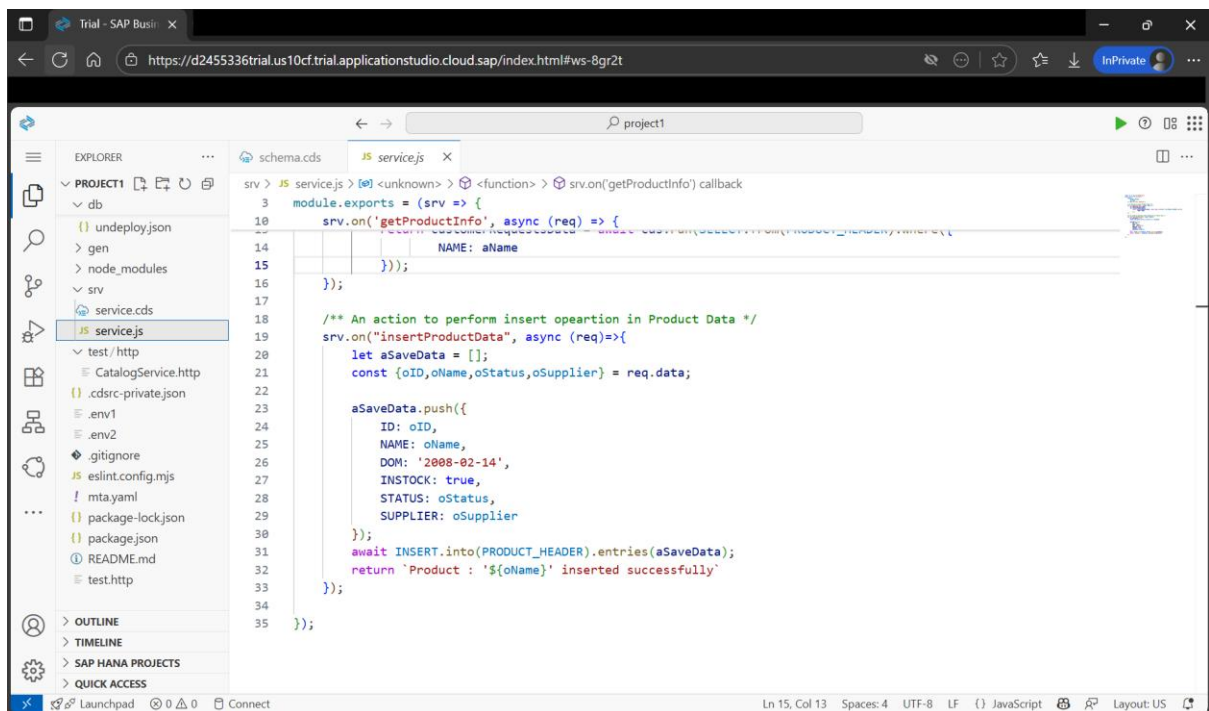 Trial - SAP Busin
https://d2455336trial.us10cf.trial.applicationstudio.cloud.sap/index.html#ws-8gr2t
InPrivate
project1
EXPLORER
schema.cds
JS service.js
PROJECT1
srv > JS service.js > <unknown> > <function> > srv.on('getProductInfo') callback
db
{} undeploy.json
> gen
> node_modules
srv
service.cds
JS service.js
test/http
CatalogService.http
{} .cdsrc-private.json
.env1
.env2
.gitignore
JS eslint.config.mjs
! mta.yaml
{} package-lock.json
{} package.json
README.md
test.http
> OUTLINE
> TIMELINE
> SAP HANA PROJECTS
> QUICK ACCESS
3 module.exports = (srv => {
10 srv.on('getProductInfo', async (req) => {
14 NAME: aName
15 }));
16 });
17
18 /** An action to perform insert opeartion in Product Data */
19 srv.on("insertProductData", async (req)=>{
20 let aSaveData = [];
21 const {oID,oName,oStatus,oSupplier} = req.data;
22
23 aSaveData.push({
24 ID: oID,
25 NAME: oName,
26 DOM: '2008-02-14',
27 INSTOCK: true,
28 STATUS: oStatus,
29 SUPPLIER: oSupplier
30 });
31 await INSERT.into(PRODUCT_HEADER).entries(aSaveData);
32 return `Product : '${oName}' inserted successfully`
33 });
34
35 });
Launchpad 0 0 Connect
Ln 15, Col 13 Spaces: 4 UTF-8 LF {} JavaScript Layout: US